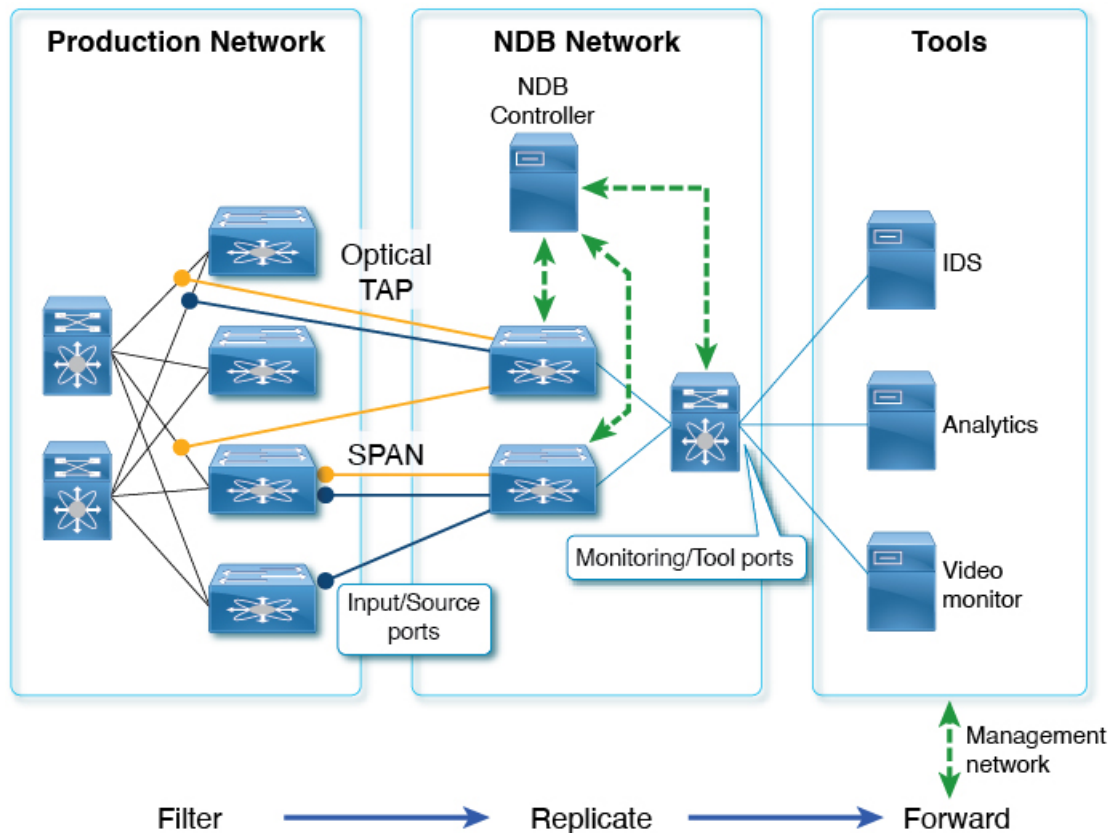 Production Network
NDB Network
Tools
NDB
Controller
Optical
TAP
IDS
SPAN
Analytics
Monitoring/Tool ports
Input/Source
ports
Video
monitor
Management
network
Filter
Replicate
Forward